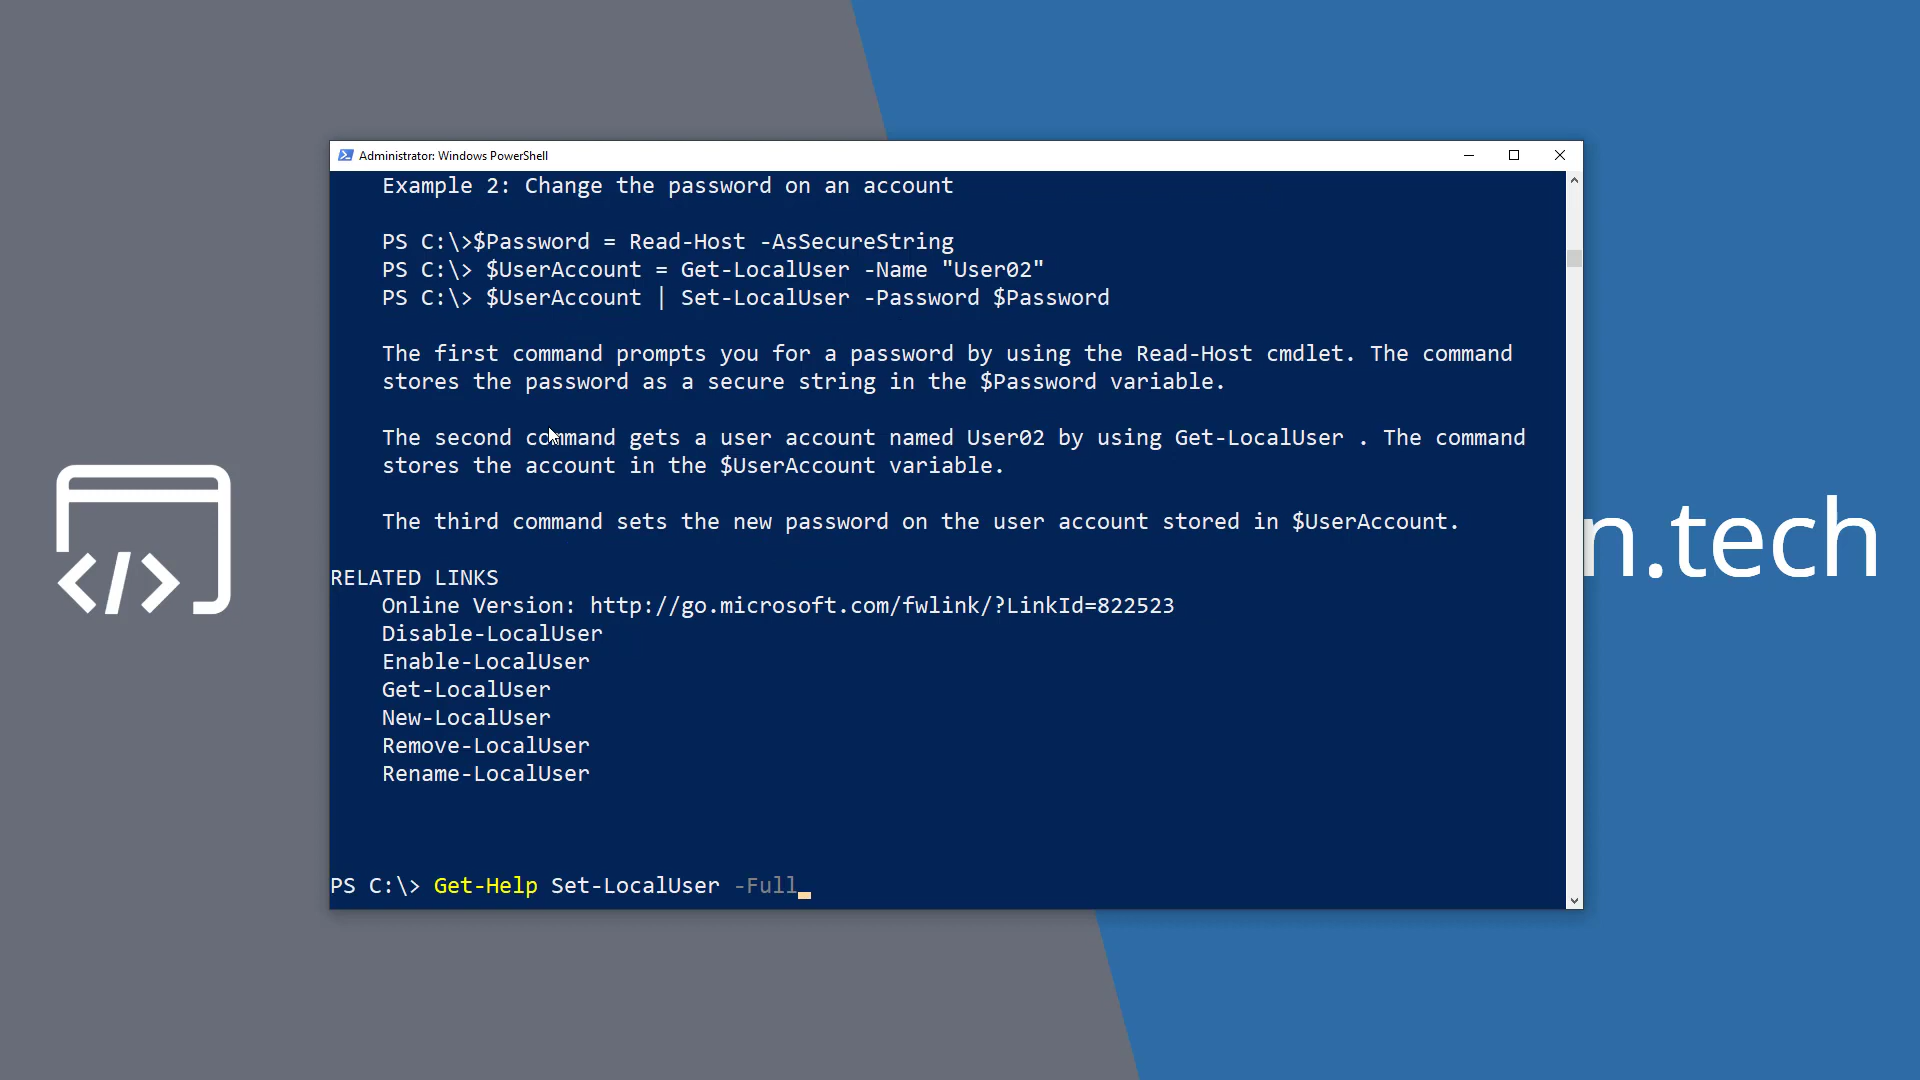 Administrator: Windows PowerShell
Example 2: Change the password on an account
PS C:\>$Password = Read-Host -AsSecureString
PS C:\> $UserAccount = Get-LocalUser -Name "User02"
PS C:\> $UserAccount | Set-LocalUser -Password $Password
The first command prompts you for a password by using the Read-Host cmdlet. The command
stores the password as a secure string in the $Password variable.
The second command gets a user account named User02 by using Get-LocalUser . The command
stores the account in the $UserAccount variable.
The third command sets the new password on the user account stored in $UserAccount.
RELATED LINKS
Online Version: http://go.microsoft.com/fwlink/?LinkId=822523
Disable-LocalUser
Enable-LocalUser
Get-LocalUser
New-LocalUser
Remove-LocalUser
Rename-LocalUser
PS C:\> Get-Help Set-LocalUser -Full
</>
n.tech